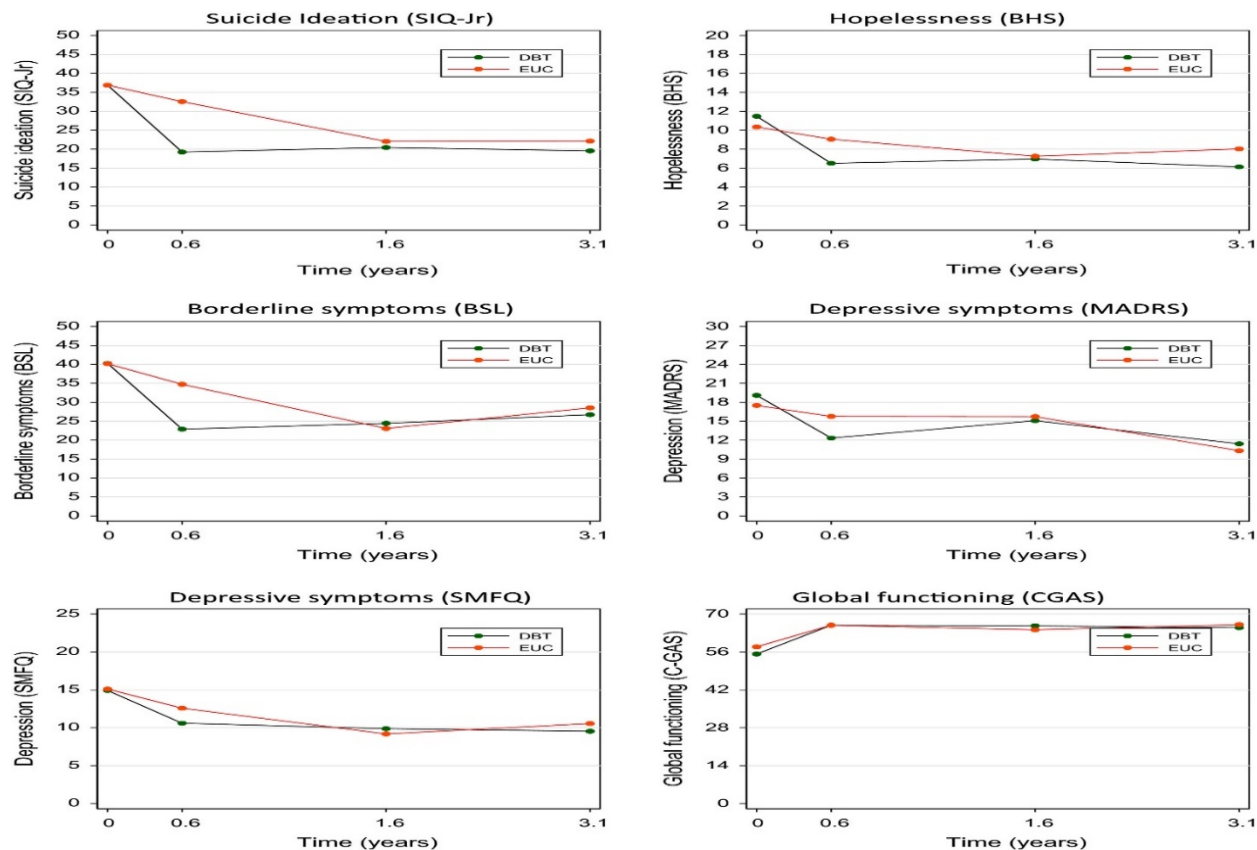 Suicide Ideation (SIQ-Jr)
Suicide ideation (SIQ-Jr)
50
45
40
35
30
25
20
15
10
5
0
DBT
EUC
0 0.6 1.6 3.1
Time (years)
Hopelessness (BHS)
Hopelessness (BHS)
20
18
16
14
12
10
8
6
4
2
0
DBT
EUC
0 0.6 1.6 3.1
Time (years)
Borderline symptoms (BSL)
Borderline symptoms (BSL)
50
45
40
35
30
25
20
15
10
5
0
DBT
EUC
0 0.6 1.6 3.1
Time (years)
Depressive symptoms (MADRS)
Depression (MADRS)
30
27
24
21
18
15
12
9
6
3
0
DBT
EUC
0 0.6 1.6 3.1
Time (years)
Depressive symptoms (SMFQ)
Depression (SMFQ)
25
20
15
10
5
0
DBT
EUC
0 0.6 1.6 3.1
Time (years)
Global functioning (CGAS)
Global functioning (C-GAS)
70
56
42
28
14
0
DBT
EUC
0 0.6 1.6 3.1
Time (years)